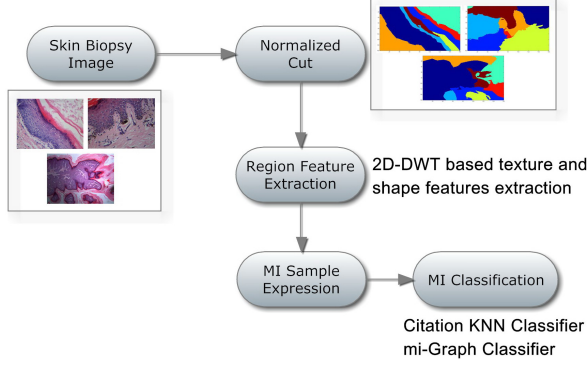 Skin Biopsy
Image
Normalized
Cut
Region Feature
Extraction
2D-DWT based texture and
shape features extraction
MI Sample
Expression
MI Classification
Citation KNN Classifier
mi-Graph Classifier